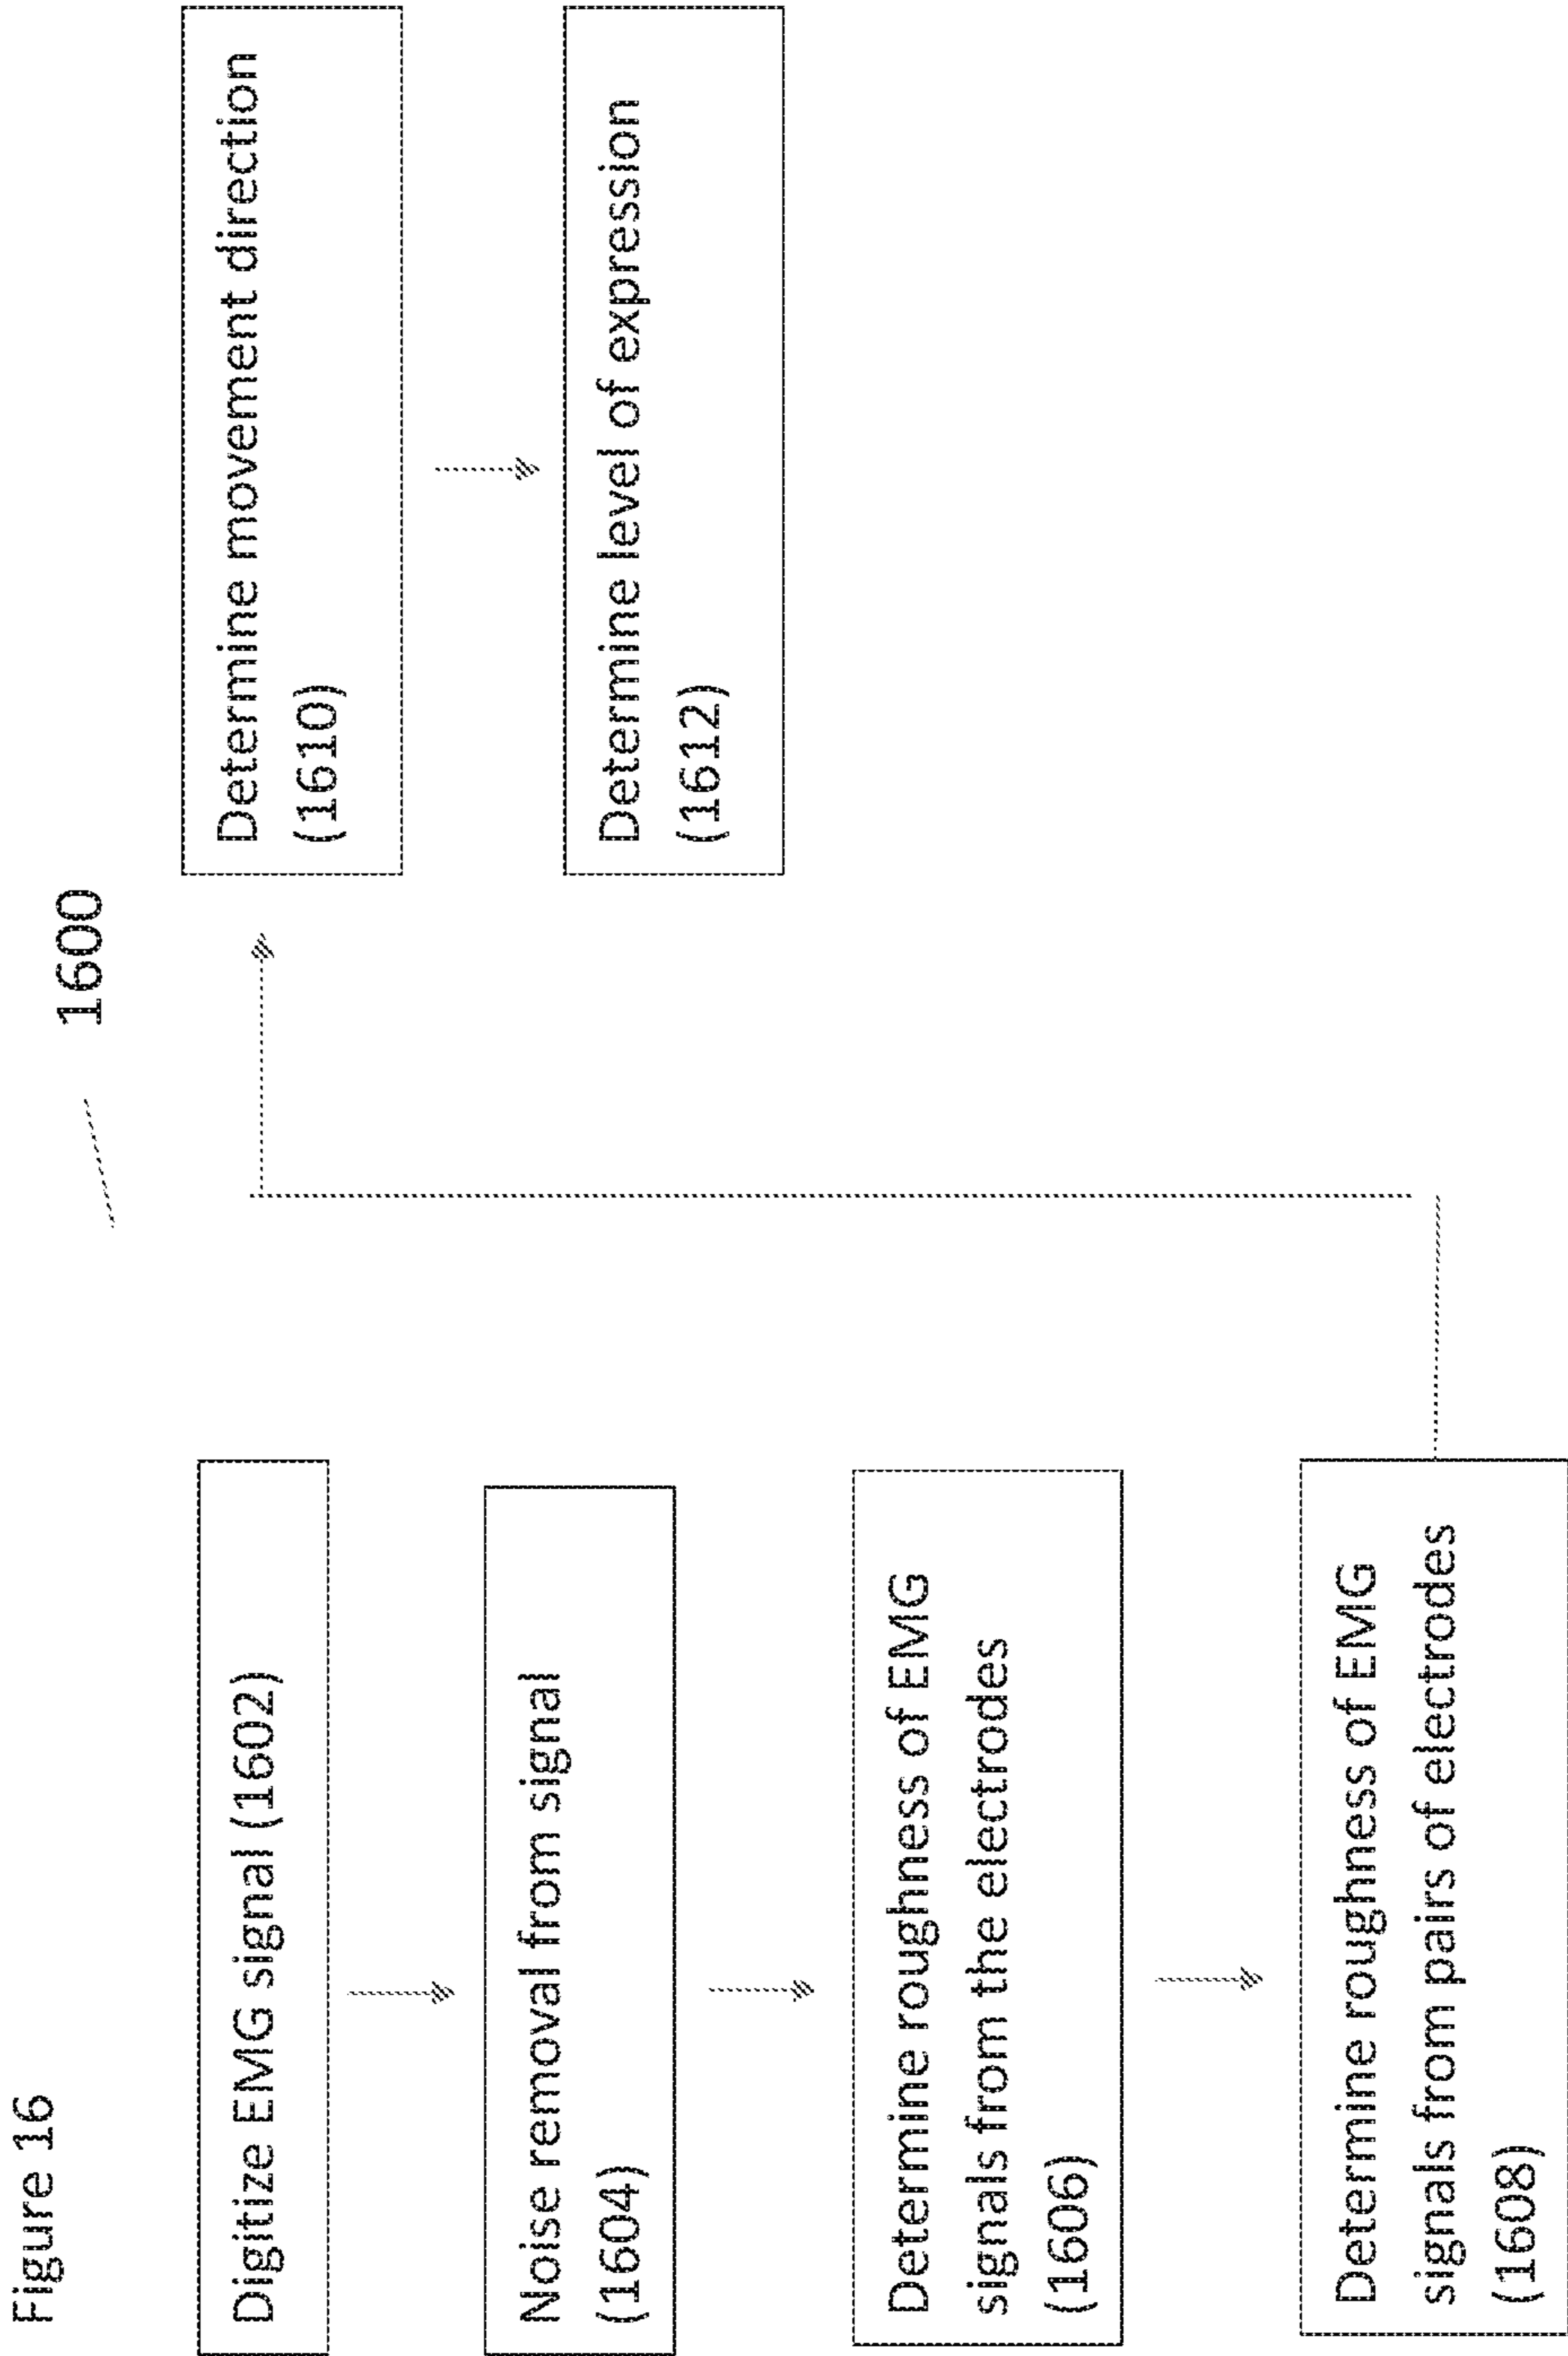 Figure 16
1600
Digitize EMG signal (1602)
Noise removal from signal
(1604)
Determine roughness of EMG
signals from the electrodes
(1606)
Determine roughness of EMG
signals from pairs of electrodes
(1608)
Determine movement direction
(1610)
Determine level of expression
(1612)